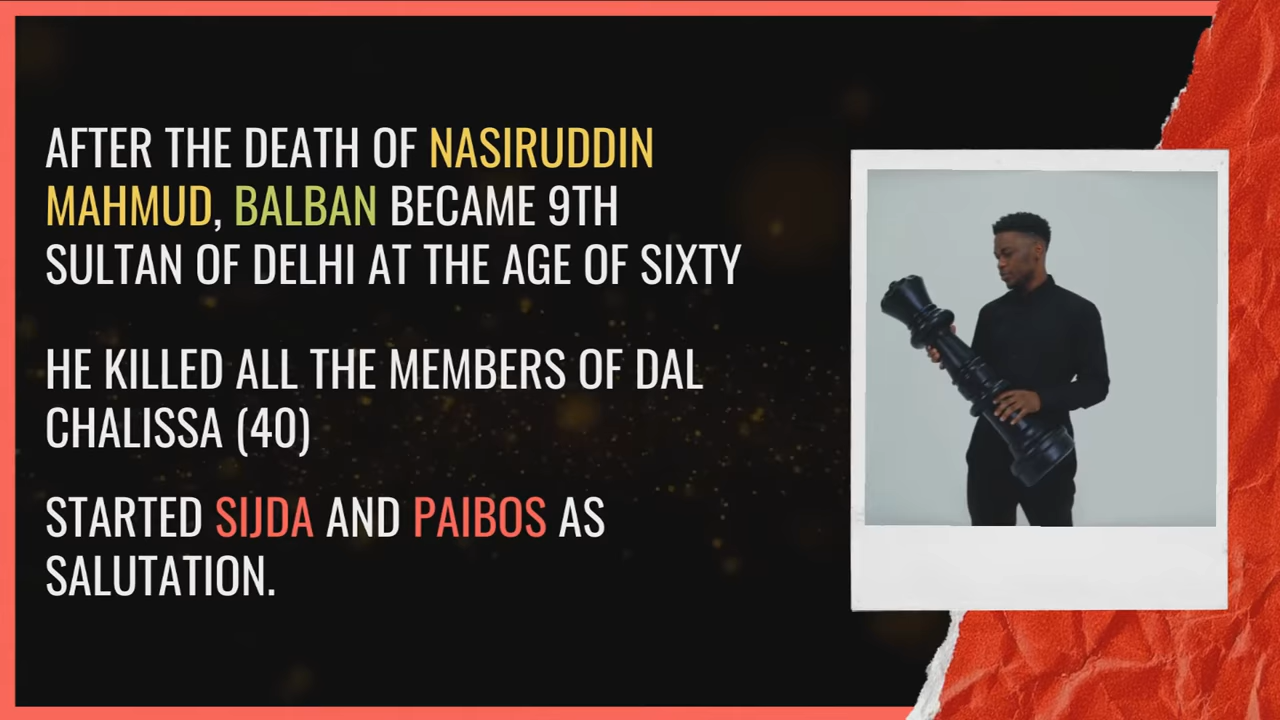 AFTER THE DEATH OF NASIRUDDIN
MAHMUD, BALBAN BECAME 9TH
SULTAN OF DELHI AT THE AGE OF SIXTY
HE KILLED ALL THE MEMBERS OF DAL
CHALISSA (40)
STARTED SIJDA AND PAIBOS AS
SALUTATION.